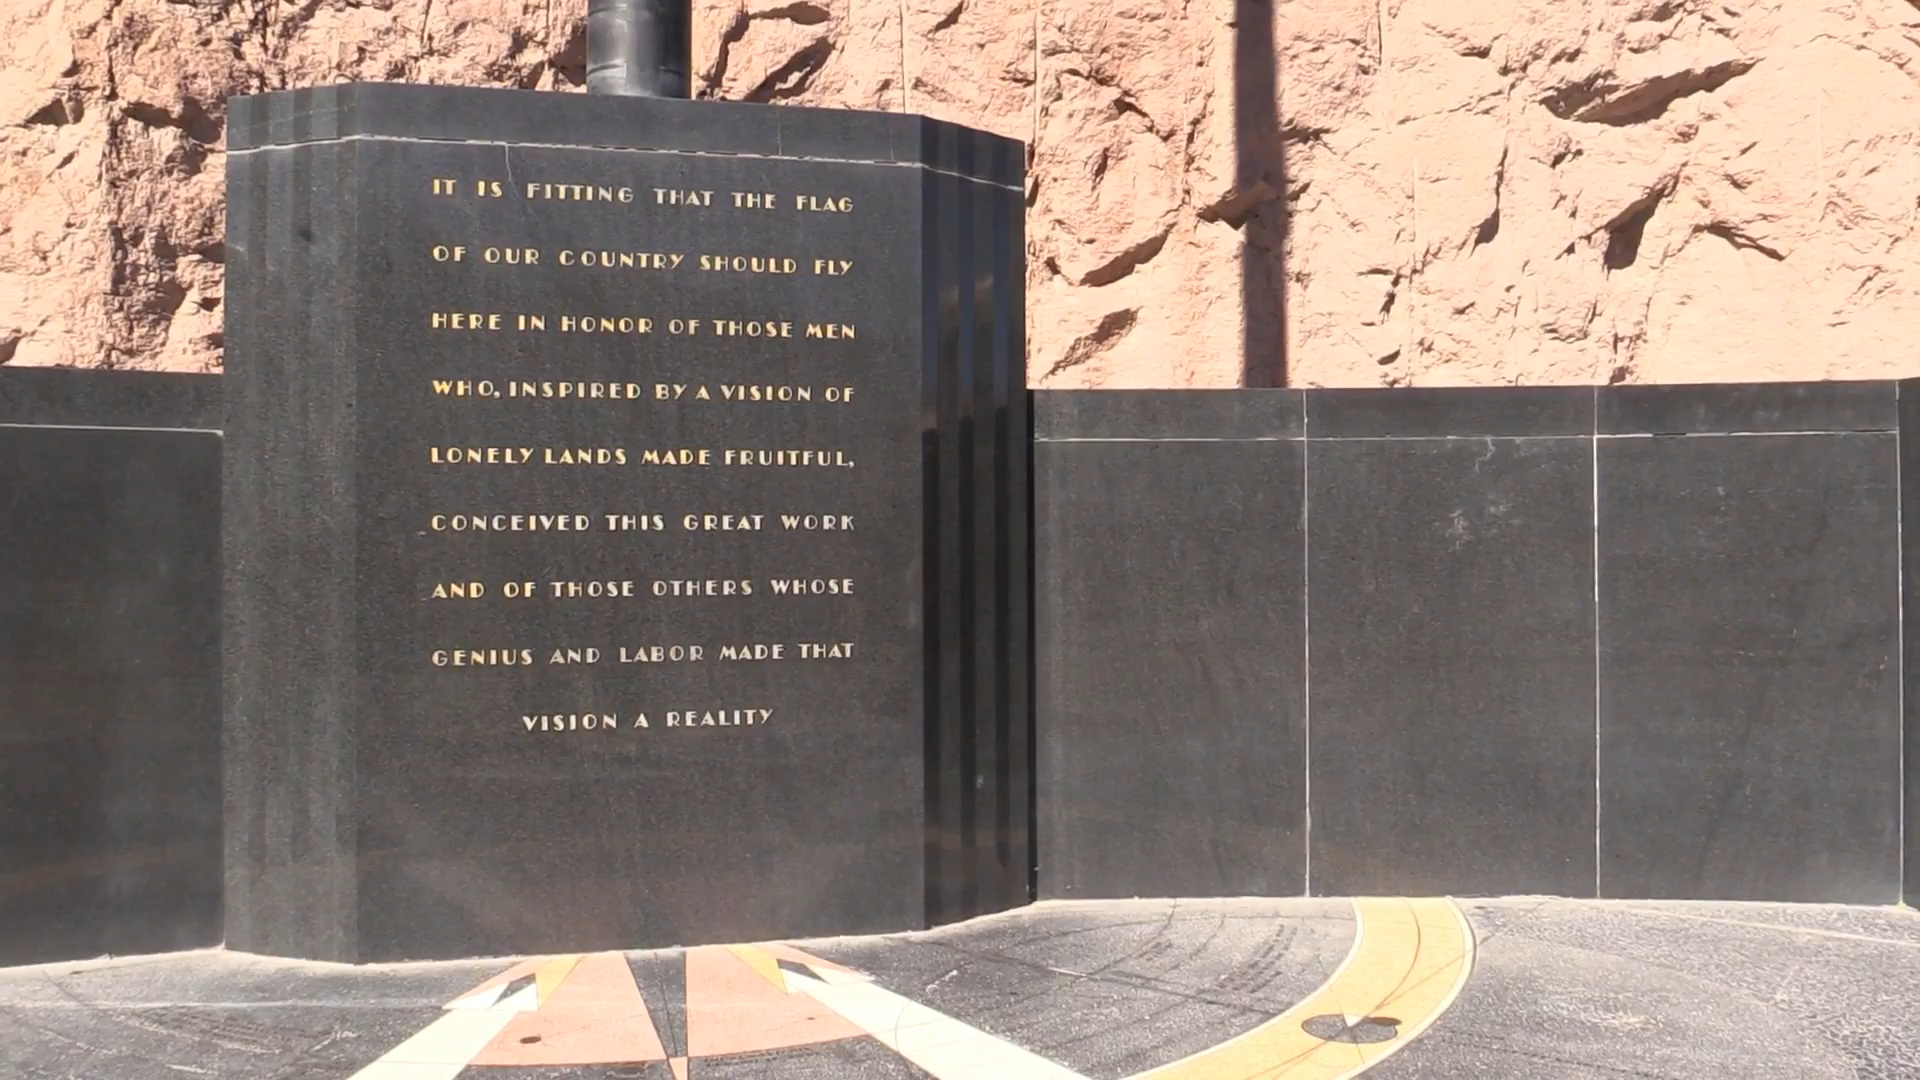 IT IS FITTING THAT THE FLAG
OF OUR COUNTRY SHOULD FLY
HERE IN HONOR OF THOSE MEN
WHO, INSPIRED BY A VISION OF
LONELY LANDS MADE FRUITFUL,
CONCEIVED THIS GREAT WORK
AND OF THOSE OTHERS WHOSE
GENIUS AND LABOR MADE THAT
VISION A REALITY